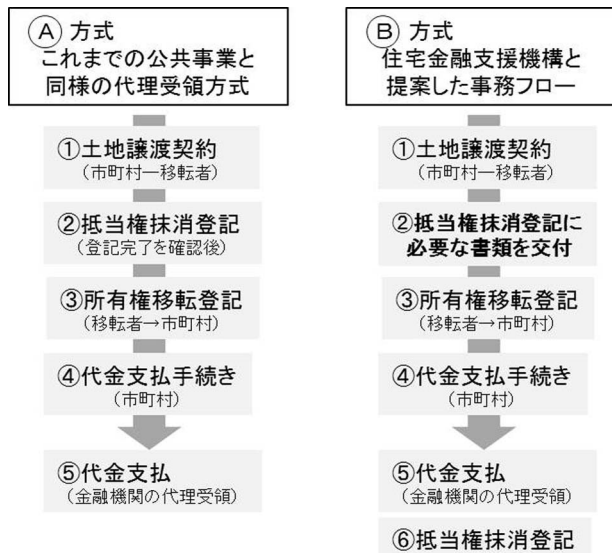 Ⓐ 方式
これまでの公共事業と
同様の代理受領方式
①土地譲渡契約
(市町村―移転者)
②抵当権抹消登記
(登記完了を確認後)
③所有権移転登記
(移転者→市町村)
④代金支払手続き
(市町村)
⑤代金支払
(金融機関の代理受領)
Ⓑ 方式
住宅金融支援機構と
提案した事務フロー
①土地譲渡契約
(市町村―移転者)
②抵当権抹消登記に
必要な書類を交付
③所有権移転登記
(移転者→市町村)
④代金支払手続き
(市町村)
⑤代金支払
(金融機関の代理受領)
⑥抵当権抹消登記